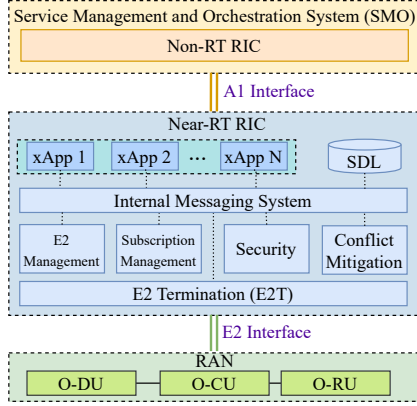 Service Management and Orchestration System (SMO)
Non-RT RIC
A1 Interface
Near-RT RIC
xApp 1 xApp 2 ... xApp N
SDL
Internal Messaging System
E2
Management
Subscription
Management
Security
Conflict
Mitigation
E2 Termination (E2T)
E2 Interface
RAN
O-DU O-CU O-RU